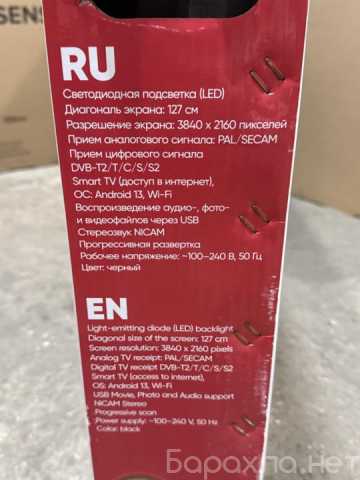 SENS
RU
Светодиодная подсветка (LED)
Диагональ экрана: 127 см
Разрешение экрана: 3840 x 2160 пикселей
Прием аналогового сигнала: PAL/SECAM
Прием цифрового сигнала
DVB-T2/T/C/S/S2
Smart TV (доступ в интернет),
ОС: Android 13, Wi-Fi
Воспроизведение аудио-, фото-
и видеофайлов через USB
Стереозвук NICAM
Прогрессивная развертка
Рабочее напряжение: ~100-240 В, 50 Гц
Цвет: черный
EN
Light-emitting diode (LED) backlight
Diagonal size of the screen: 127 cm
Screen resolution: 3840 x 2160 pixels
Analog TV receipt: PAL/SECAM
Digital TV receipt DVB-T2/T/C/S/S2
Smart TV (access to internet),
OS: Android 13, Wi-Fi
USB Movie, Photo and Audio support
NICAM Stereo
Progressive scan
Power supply: ~100-240 V, 50 Hz
Color: black
Барахла.нет